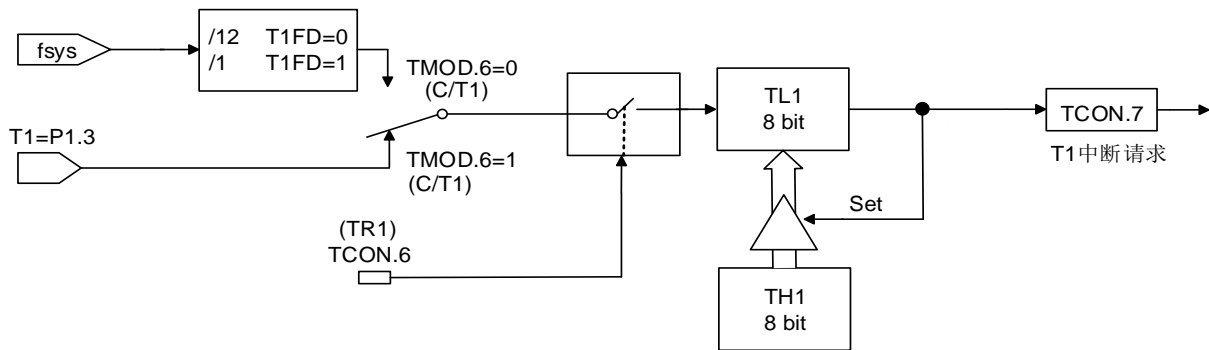 fsys
/12 T1FD=0
/1 T1FD=1
TMOD.6=0
(C/T1)
T1=P1.3
TMOD.6=1
(C/T1)
(TR1)
TCON.6
TL1
8 bit
TCON.7
T1中断请求
Set
TH1
8 bit